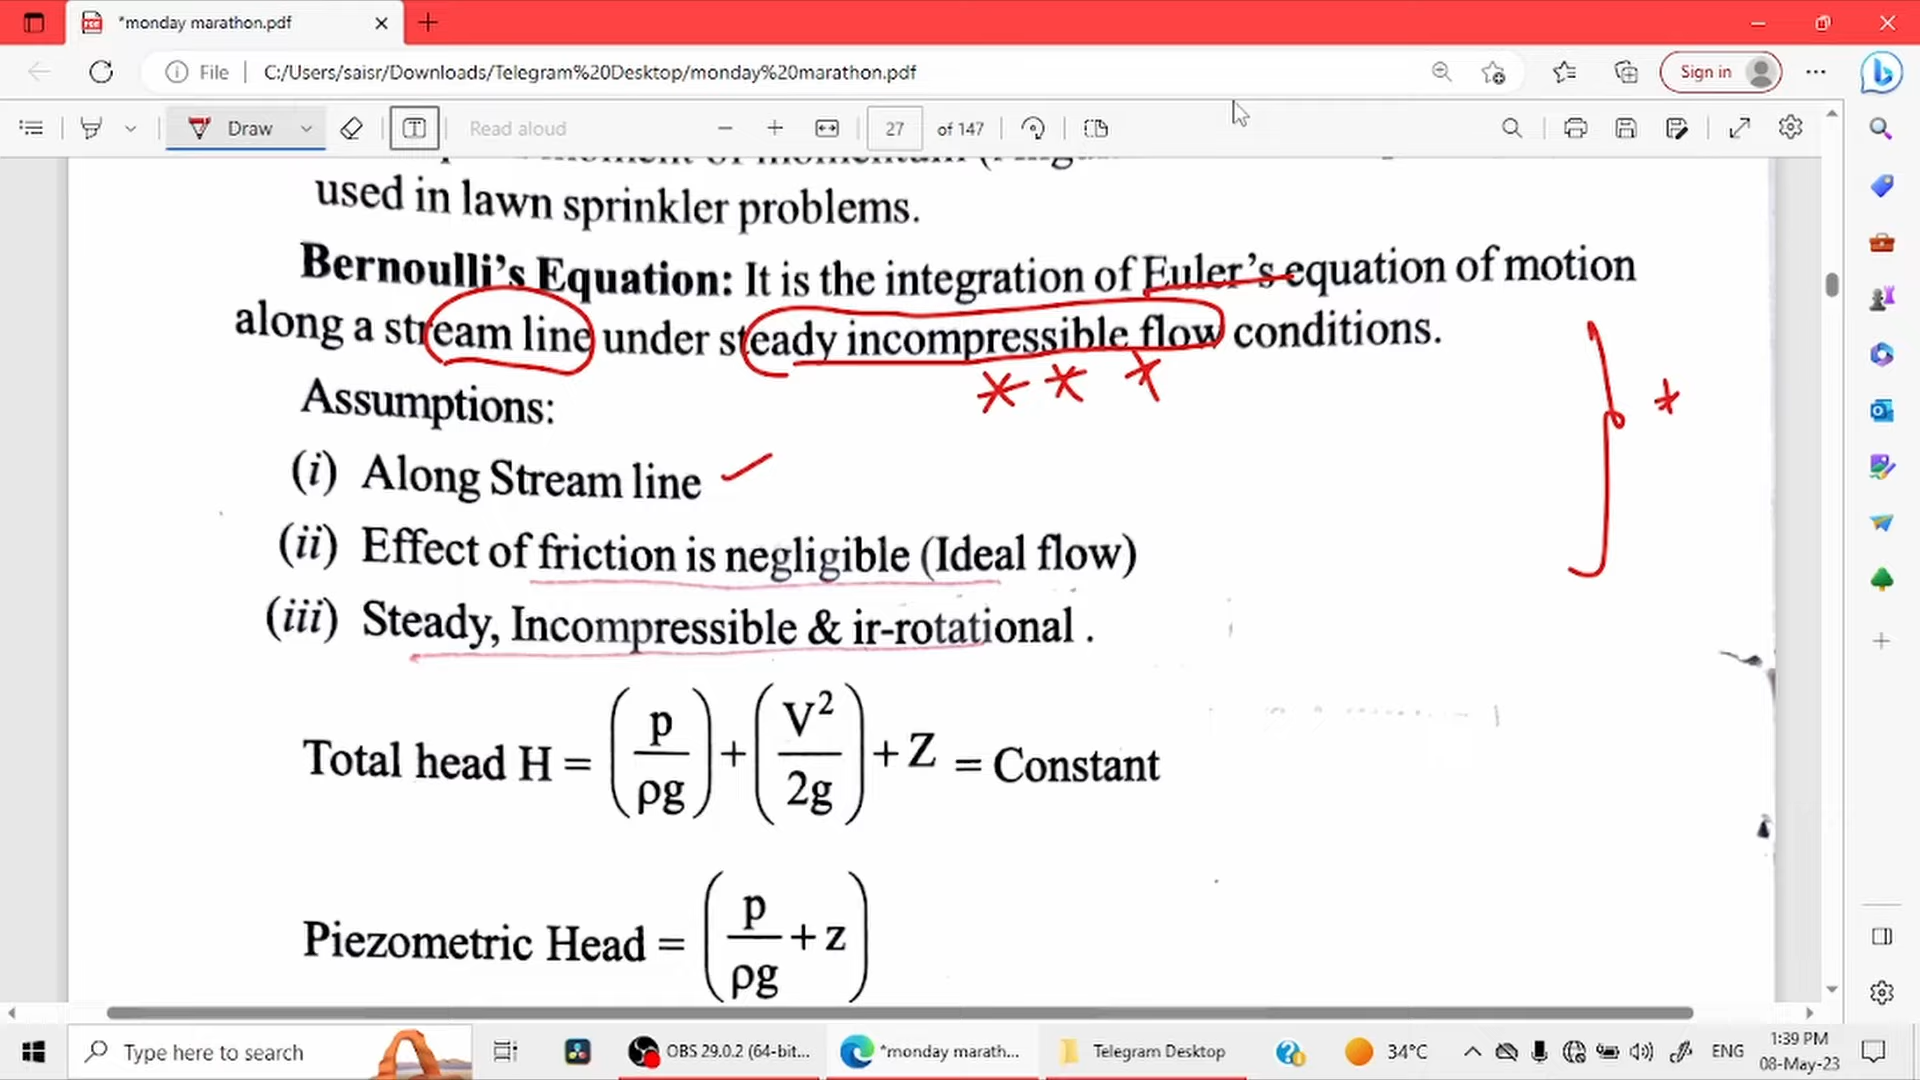 *monday marathon.pdf
File
C:/Users/saisr/Downloads/Telegram%20Desktop/monday%20marathon.pdf
Sign in
Draw
Read aloud
27
of 147
moment of momentum
used in lawn sprinkler problems.
Bernoulli's Equation: It is the integration of Euler's equation of motion
along a stream line under steady incompressible flow conditions.
Assumptions:
(i) Along Stream line
(ii) Effect of friction is negligible (Ideal flow)
(iii) Steady, Incompressible & ir-rotational .
Total head H = (p/ρg) + (V²/2g) + Z = Constant
Piezometric Head = (p/ρg + z)
Type here to search
OBS 29.0.2 (64-bit...
*monday marath...
Telegram Desktop
34°C
ENG
1:39 PM
08-May-23